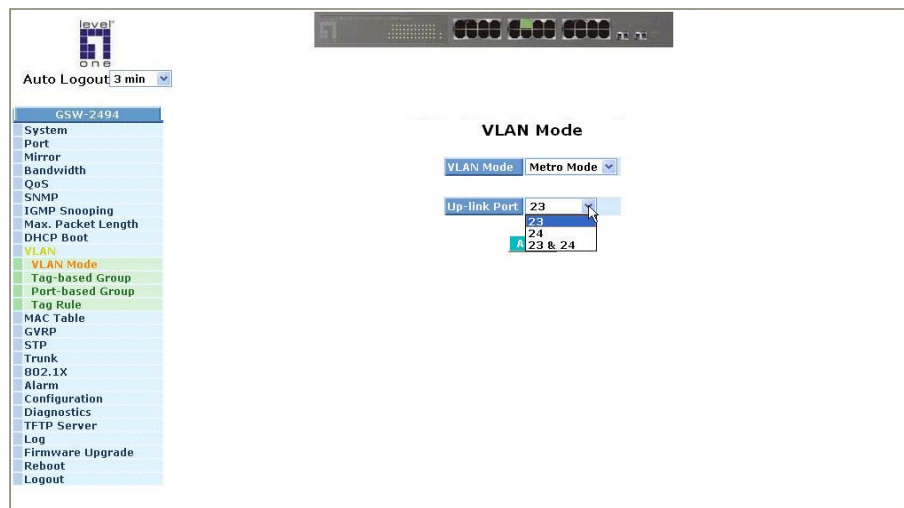 level
one
Auto Logout 3 min
GSW-2494
System
Port
Mirror
Bandwidth
QoS
SNMP
IGMP Snooping
Max. Packet Length
DHCP Boot
VLAN
VLAN Mode
Tag-based Group
Port-based Group
Tag Rule
MAC Table
GVRP
STP
Trunk
802.1X
Alarm
Configuration
Diagnostics
TFTP Server
Log
Firmware Upgrade
Reboot
Logout
VLAN Mode
VLAN Mode Metro Mode
Up-link Port 23
23
24
23 & 24